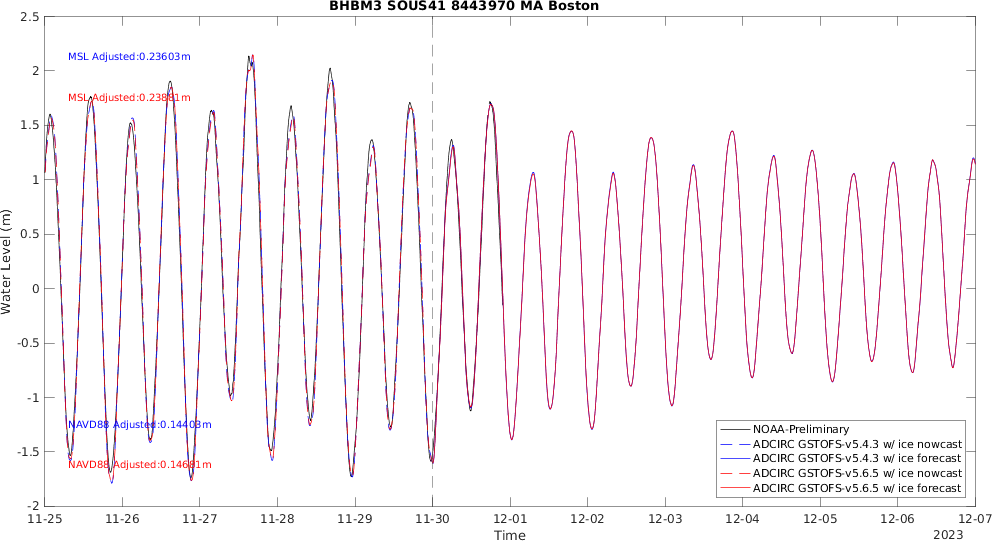 BHBM3 SOUS41 8443970 MA Boston
2.5
2
1.5
1
0.5
0
-0.5
-1
-1.5
-2
Water Level (m)
MSL Adjusted:0.23603m
MSL Adjusted:0.23881m
NAVD88 Adjusted:0.14403m
NAVD88 Adjusted:0.14681m
NOAA-Preliminary
ADCIRC GSTOFS-v5.4.3 w/ ice nowcast
ADCIRC GSTOFS-v5.4.3 w/ ice forecast
ADCIRC GSTOFS-v5.6.5 w/ ice nowcast
ADCIRC GSTOFS-v5.6.5 w/ ice forecast
11-25 11-26 11-27 11-28 11-29 11-30 12-01 12-02 12-03 12-04 12-05 12-06 12-07
Time
2023